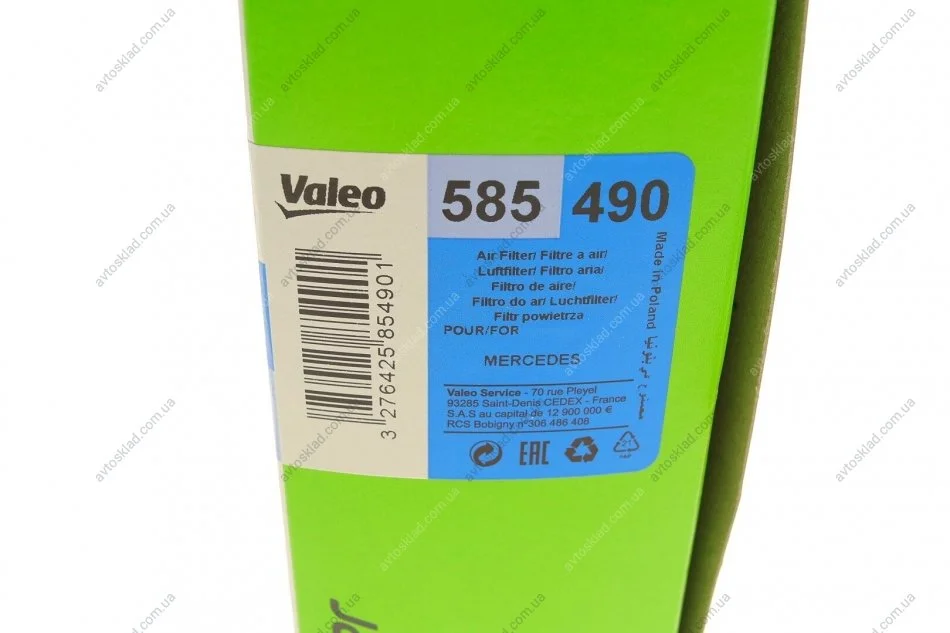 Valeo
585 490
Air Filter/ Filtre a air/
Luftfilter/ Filtro aria/
Filtro de aire/
Filtro do ar/ Luchtfilter/
Filtr powietrza
POUR/FOR
MERCEDES
Made in Poland
3 276425 854901
Valeo Service - 70 rue Pleyel
93285 Saint-Denis CEDEX - France
S.A.S au capital de 12 900 000 €
RCS Bobigny n°306 486 408
EAC
21
PAP
avtosklad.com.ua